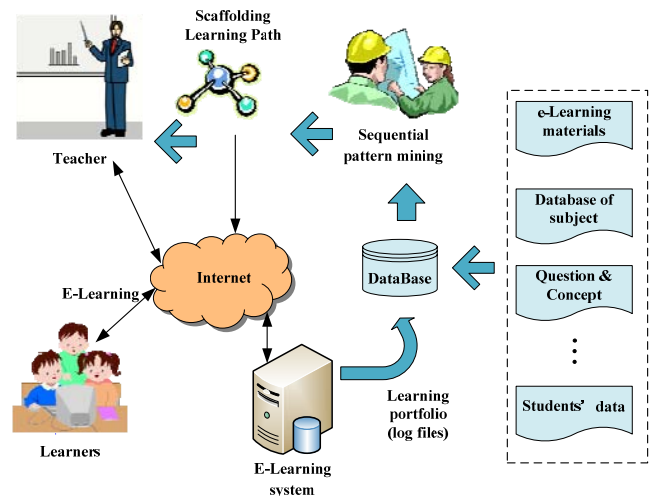 Scaffolding
Learning Path
Teacher
Sequential
pattern mining
e-Learning
materials
Database of
subject
Question &
Concept
Students' data
DataBase
Internet
E-Learning
Learners
Learning
portfolio
(log files)
E-Learning
system